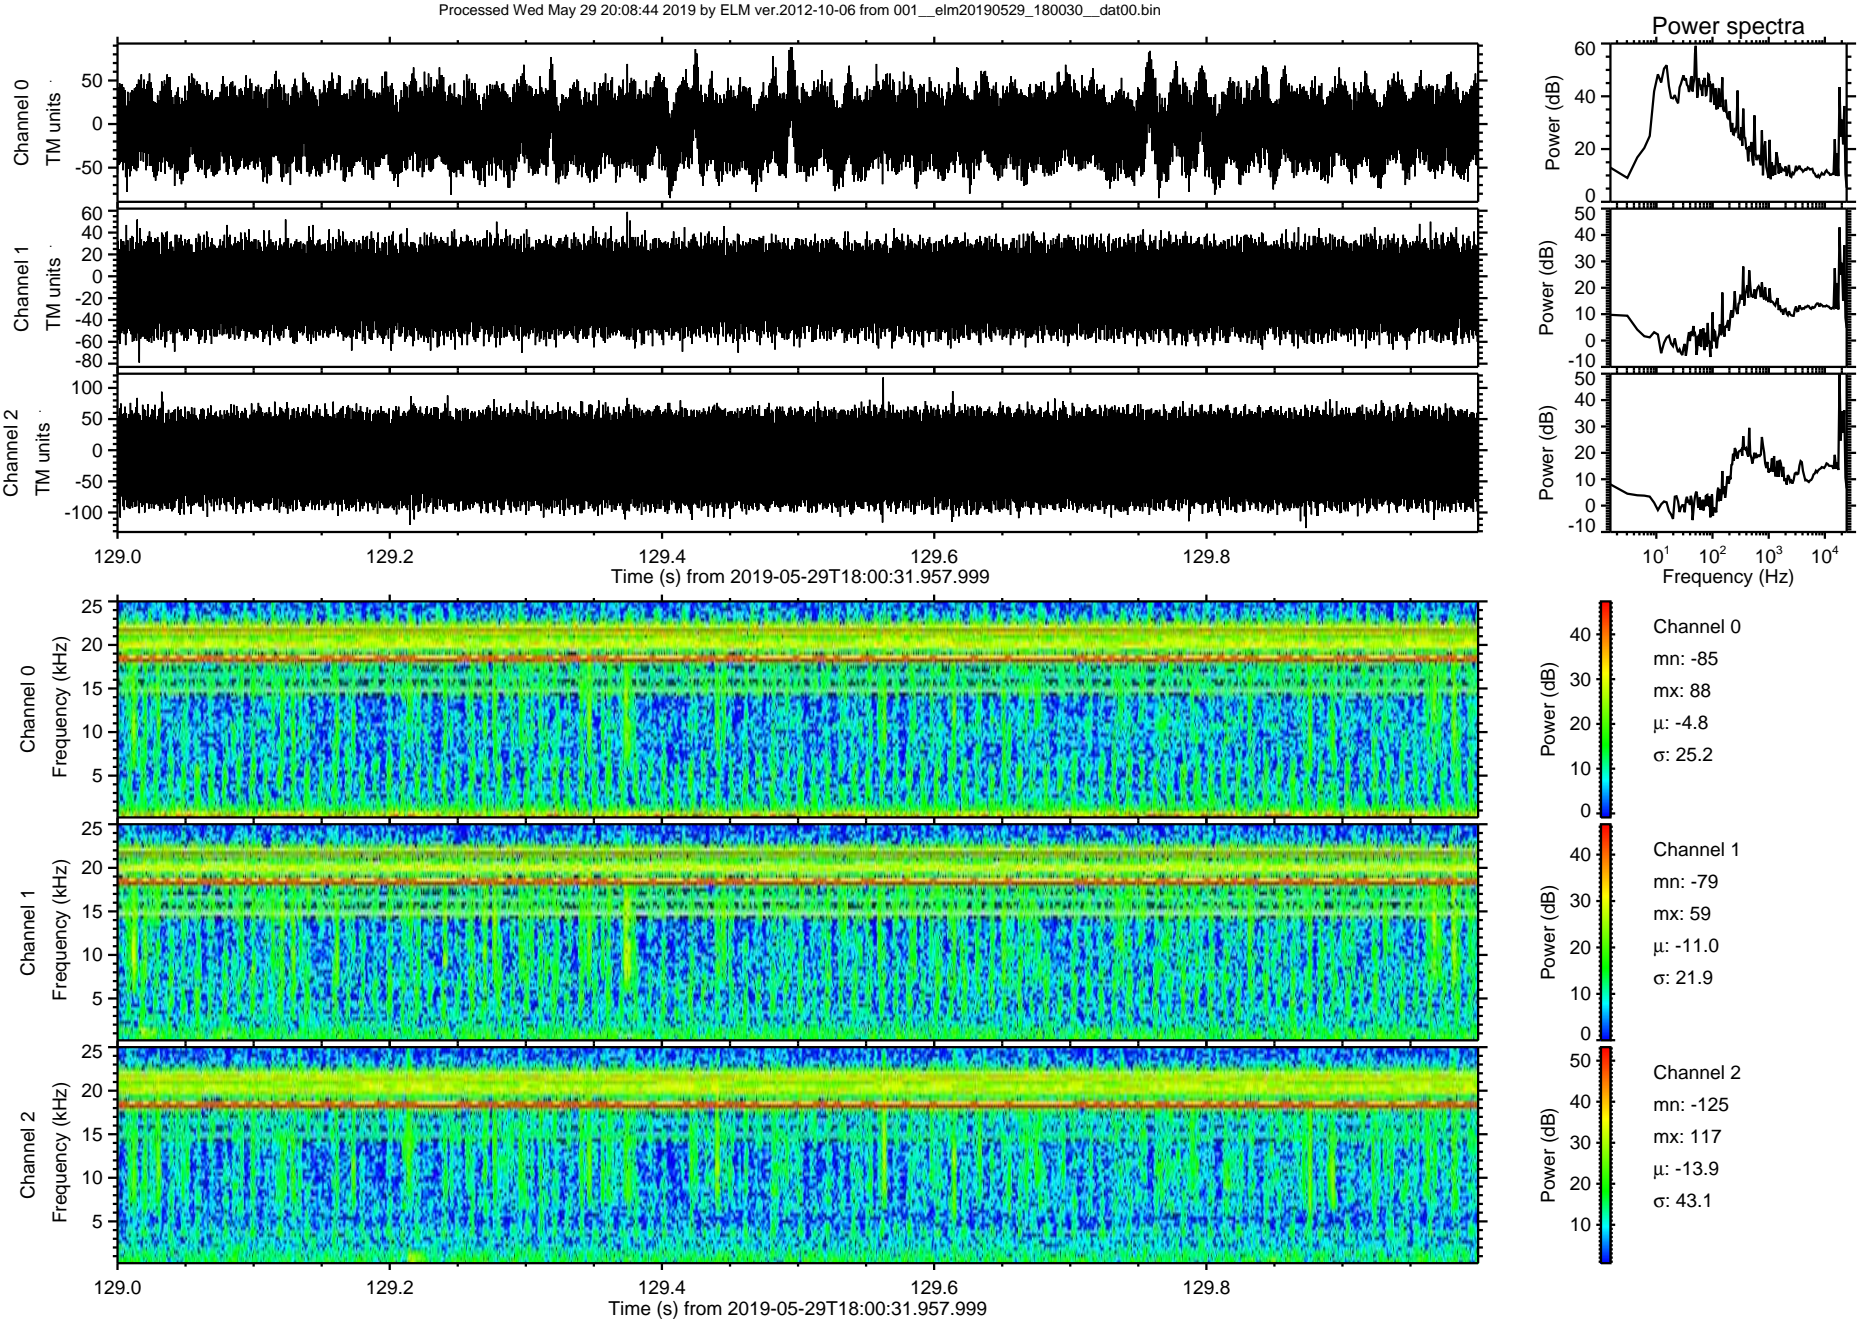 Processed Wed May 29 20:08:44 2019 by ELM ver.2012-10-06 from 001__elm20190529_180030__dat00.bin
Power spectra
Channel 0
TM units
50
0
-50
Power (dB)
60
40
20
0
Channel 1
TM units
60
40
20
0
-20
-40
-60
-80
Power (dB)
50
40
30
20
10
0
-10
Channel 2
TM units
100
50
0
-50
-100
Power (dB)
50
40
30
20
10
0
-10
129.0 129.2 129.4 129.6 129.8
Time (s) from 2019-05-29T18:00:31.957.999
10^1 10^2 10^3 10^4
Frequency (Hz)
Channel 0
Frequency (kHz)
25
20
15
10
5
Power (dB)
40
30
20
10
0
Channel 0
mn: -85
mx: 88
μ: -4.8
σ: 25.2
Channel 1
Frequency (kHz)
25
20
15
10
5
Power (dB)
40
30
20
10
0
Channel 1
mn: -79
mx: 59
μ: -11.0
σ: 21.9
Channel 2
Frequency (kHz)
25
20
15
10
5
Power (dB)
50
40
30
20
10
Channel 2
mn: -125
mx: 117
μ: -13.9
σ: 43.1
129.0 129.2 129.4 129.6 129.8
Time (s) from 2019-05-29T18:00:31.957.999